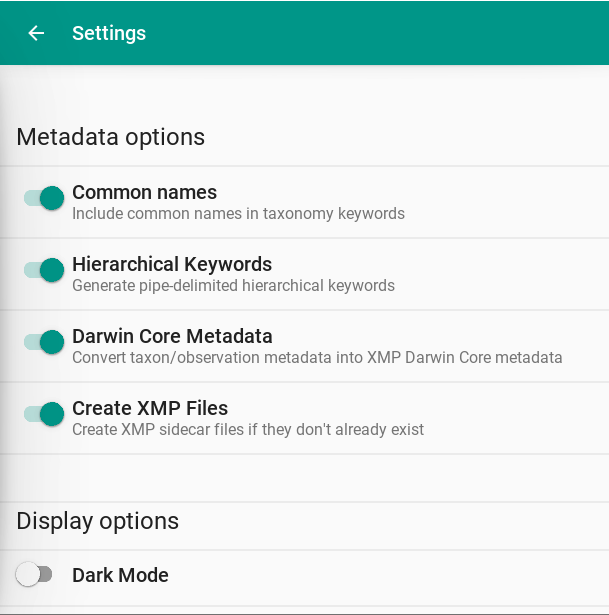 Settings
Metadata options
Common names
Include common names in taxonomy keywords
Hierarchical Keywords
Generate pipe-delimited hierarchical keywords
Darwin Core Metadata
Convert taxon/observation metadata into XMP Darwin Core metadata
Create XMP Files
Create XMP sidecar files if they don't already exist
Display options
Dark Mode